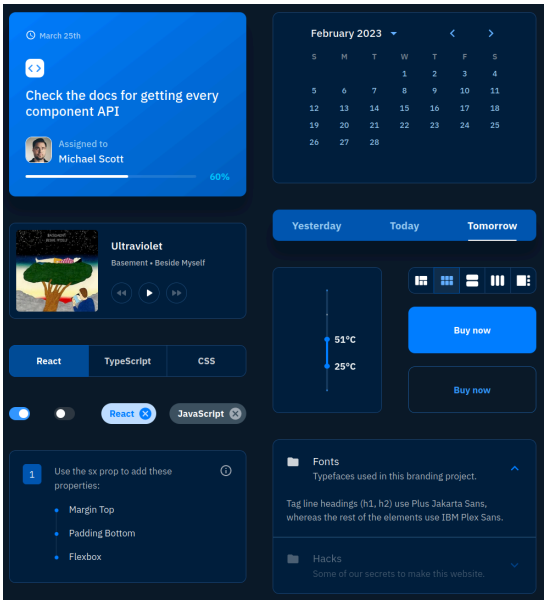 March 25th
Check the docs for getting every
component API
Assigned to
Michael Scott
60%
Ultraviolet
Basement • Beside Myself
React
TypeScript
CSS
React
JavaScript
1
Use the sx prop to add these
properties:
Margin Top
Padding Bottom
Flexbox
February 2023
S M T W T F S
1 2 3 4
5 6 7 8 9 10 11
12 13 14 15 16 17 18
19 20 21 22 23 24 25
26 27 28
Yesterday
Today
Tomorrow
51°C
25°C
Buy now
Buy now
Fonts
Typefaces used in this branding project.
Tag line headings (h1, h2) use Plus Jakarta Sans,
whereas the rest of the elements use IBM Plex Sans.
Hacks
Some of our secrets to make this website.